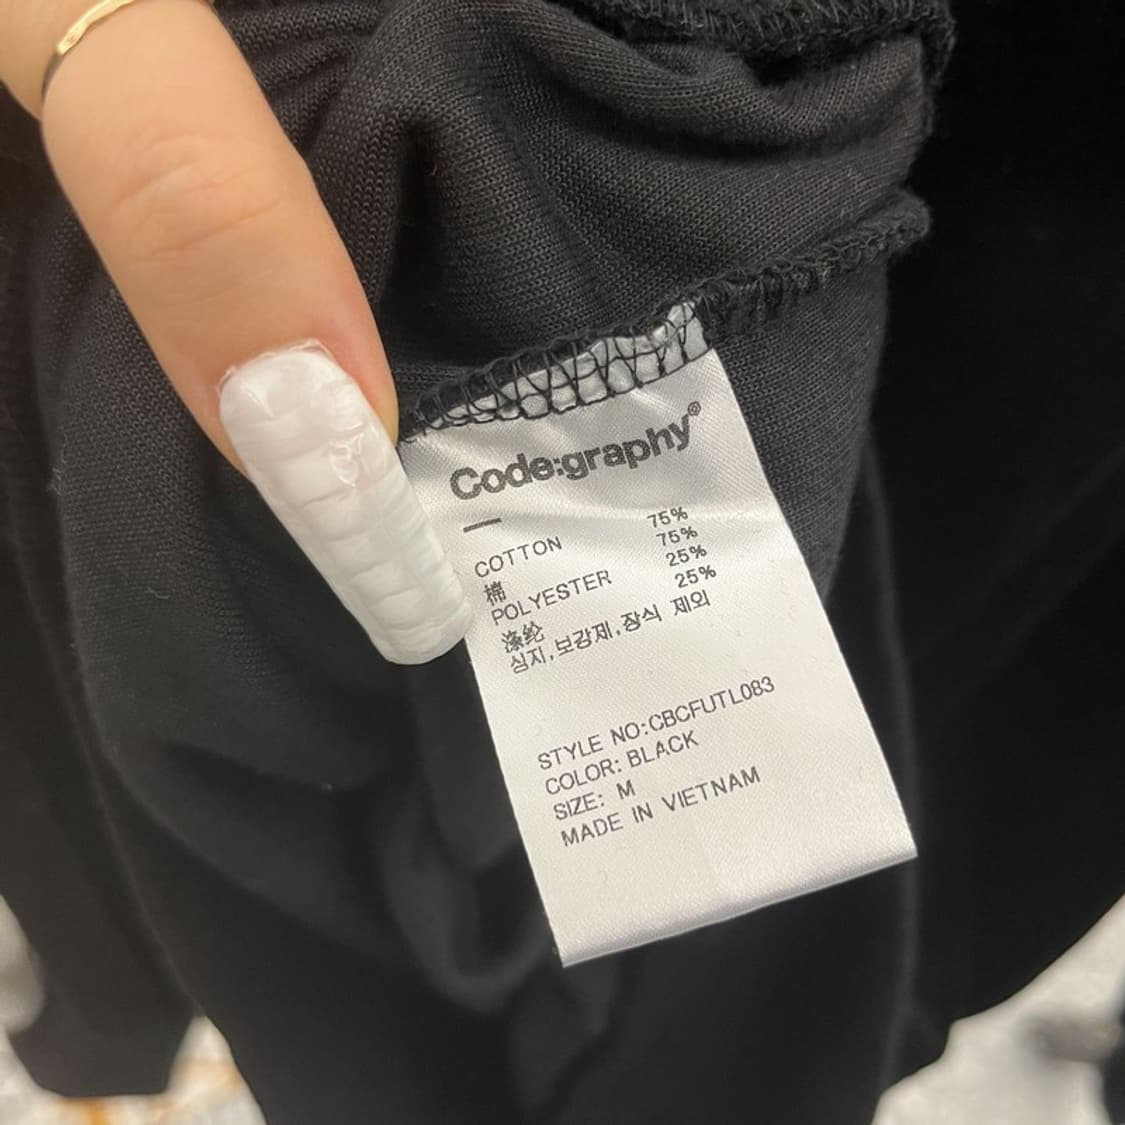 Code:graphy®
COTTON 75%
棉 75%
POLYESTER 25%
涤纶 25%
심지,보강제,장식 제외
STYLE NO:CBCFUTL083
COLOR: BLACK
SIZE: M
MADE IN VIETNAM